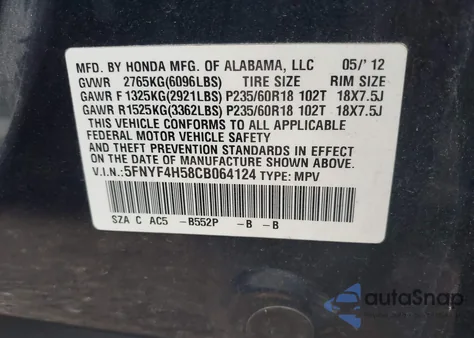 MFD. BY HONDA MFG. OF ALABAMA, LLC 05/'12
GVWR 2765KG(6096LBS) TIRE SIZE RIM SIZE
GAWR F 1325KG(2921LBS) P235/60R18 102T 18X7.5J
GAWR R1525KG(3362LBS) P235/60R18 102T 18X7.5J
THIS VEHICLE CONFORMS TO ALL APPLICABLE
FEDERAL MOTOR VEHICLE SAFETY
AND THEFT PREVENTION STANDARDS IN EFFECT ON
THE DATE OF MANUFACTURE SHOWN ABOVE.
V.I.N.:5FNYF4H58CB064124 TYPE: MPV
SZA C AC5 -B552P -B -B
autoSnap